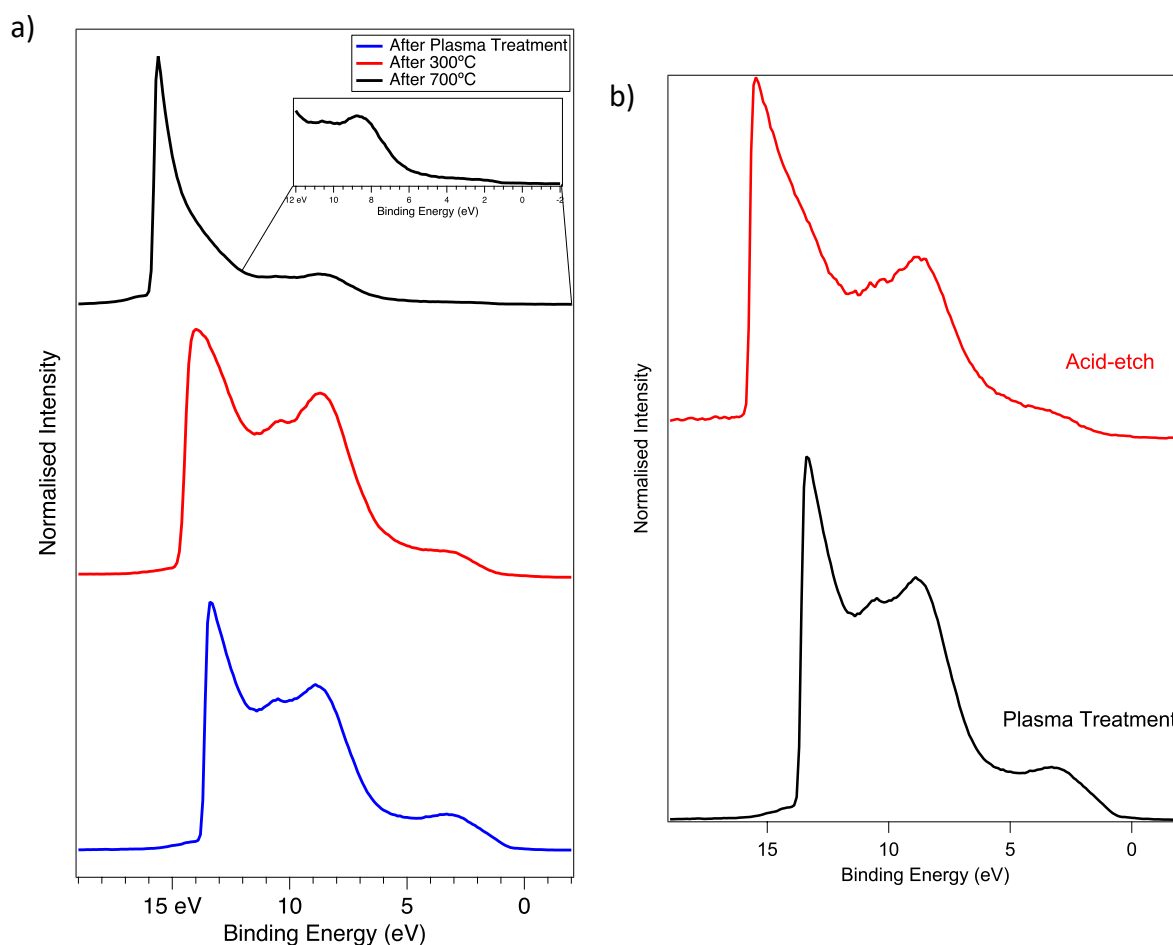 a)
After Plasma Treatment
After 300ºC
After 700ºC
12 eV 10 8 6 4 2 0 -2
Binding Energy (eV)
Normalised Intensity
15 eV 10 5 0
Binding Energy (eV)
b)
Acid-etch
Plasma Treatment
Normalised Intensity
15 10 5 0
Binding Energy (eV)